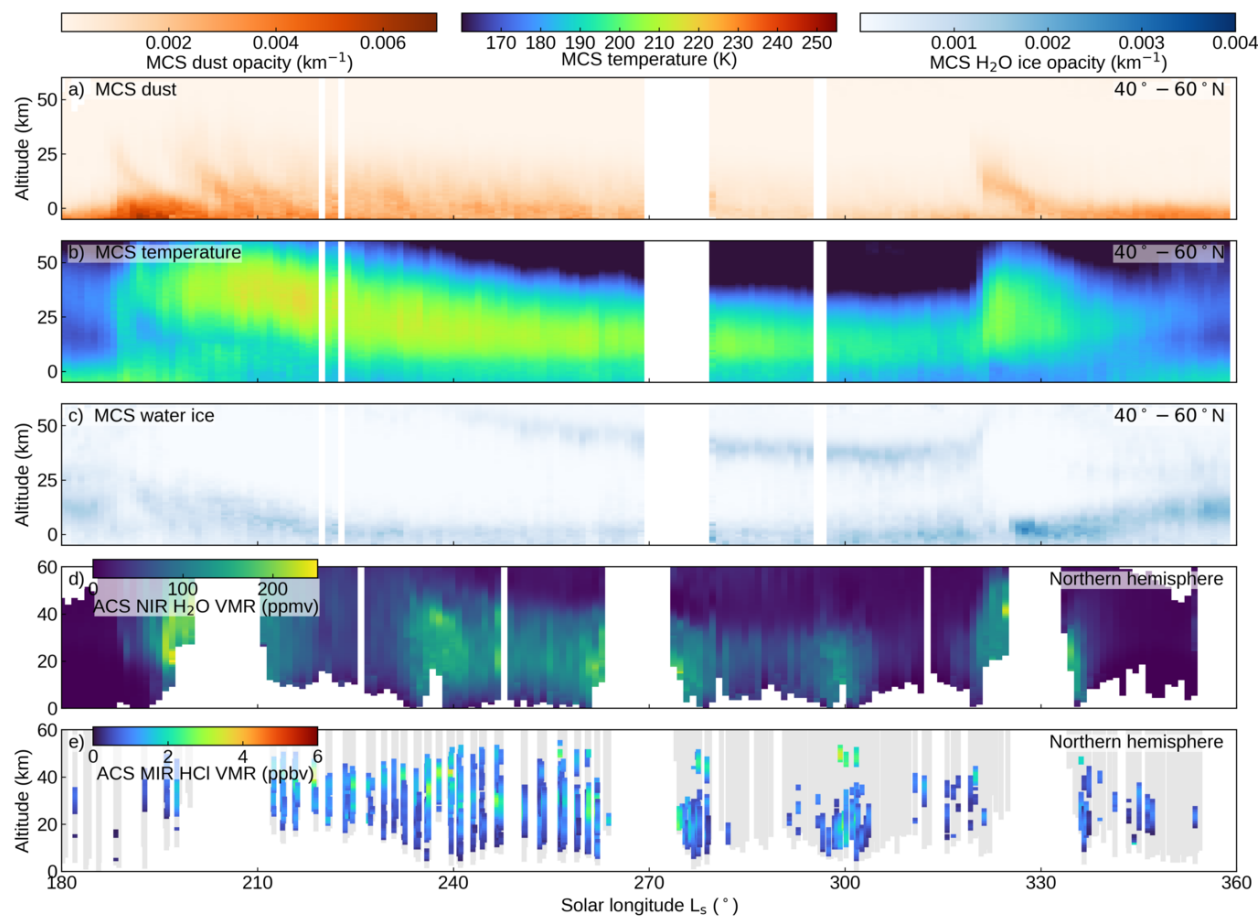 0.002 0.004 0.006
MCS dust opacity (km⁻¹)
170 180 190 200 210 220 230 240 250
MCS temperature (K)
0.001 0.002 0.003 0.004
MCS H₂O ice opacity (km⁻¹)
a) MCS dust
40° − 60°N
50
25
0
Altitude (km)
b) MCS temperature
40° − 60°N
50
25
0
Altitude (km)
c) MCS water ice
40° − 60°N
50
25
0
Altitude (km)
d)
0 100 200
ACS NIR H₂O VMR (ppmv)
Northern hemisphere
60
40
20
0
Altitude (km)
e)
0 2 4 6
ACS MIR HCl VMR (ppbv)
Northern hemisphere
60
40
20
0
Altitude (km)
180 210 240 270 300 330 360
Solar longitude Lₛ (°)